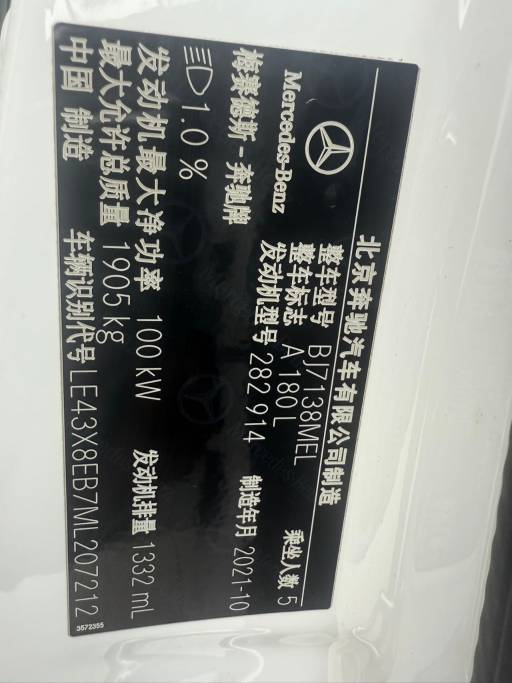 北京奔驰汽车有限公司制造
Mercedes-Benz
整车型号 BJ7138MEL 乘坐人数 5
整车标志 A 180L
发动机型号 282 914 制造年月 2021-10
梅赛德斯-奔驰牌
1.0 %
发动机最大净功率 100 kW 发动机排量 1332 mL
最大允许总质量 1905 kg
中国 制造 车辆识别代号 LE43X8EB7ML207212
3572355